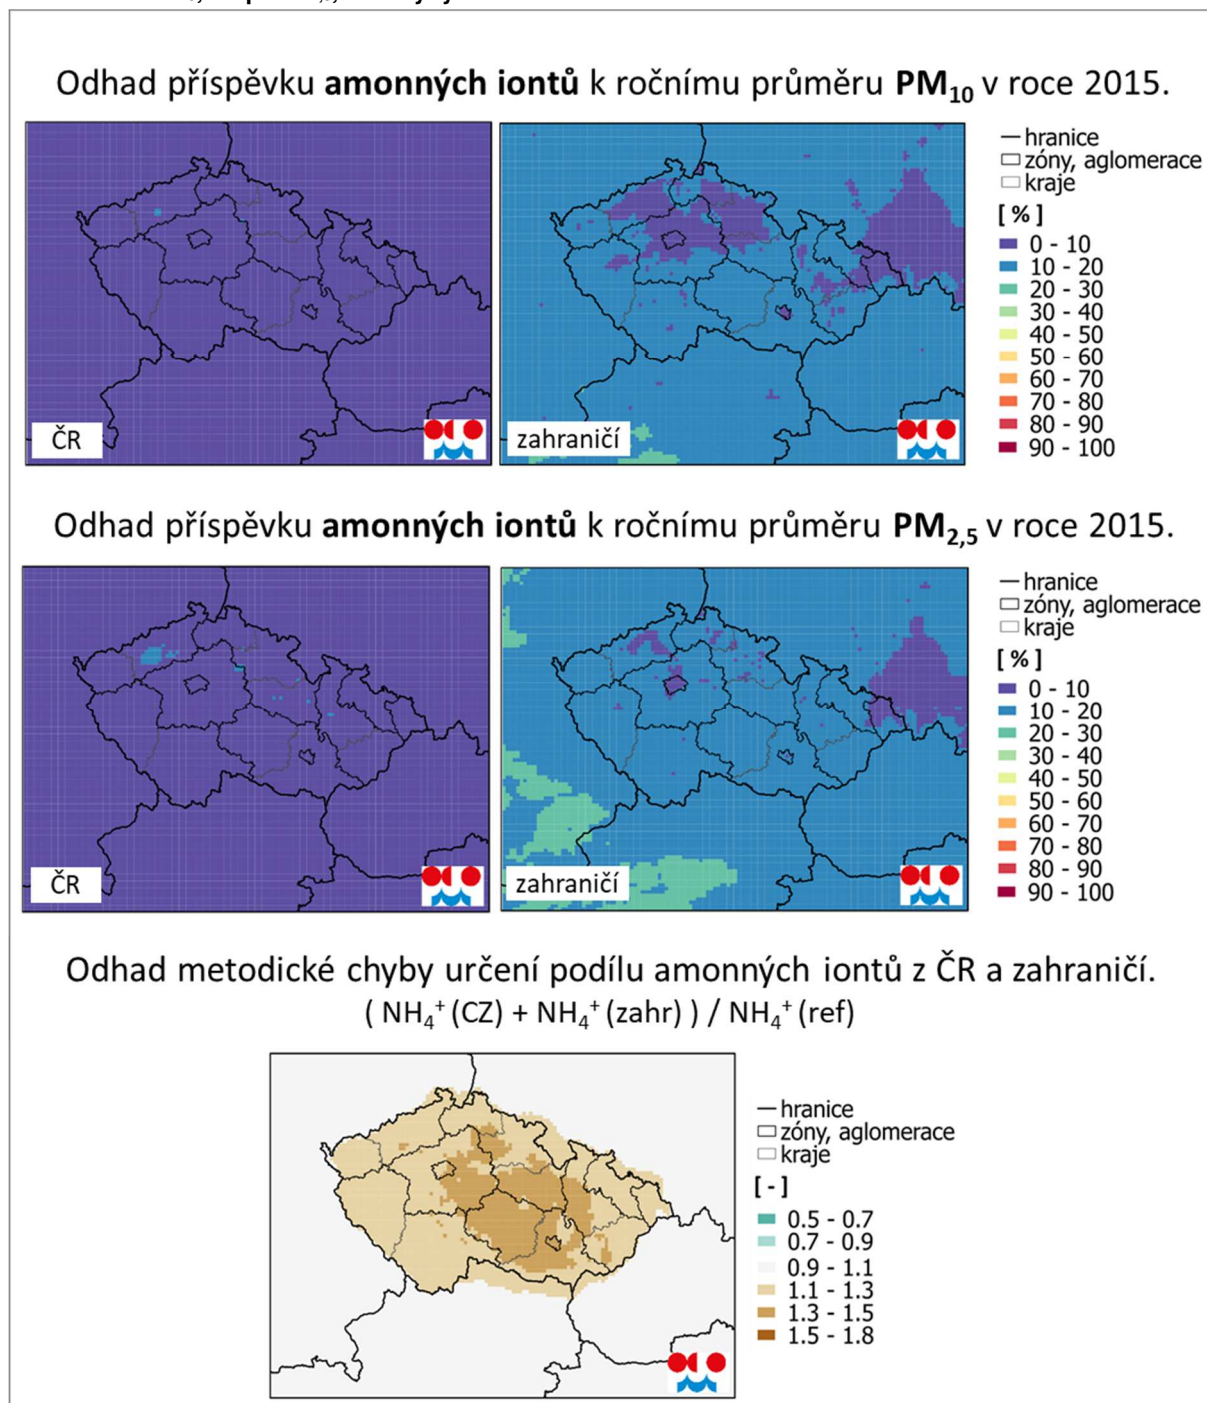 Odhad příspěvku amonných iontů k ročnímu průměru PM10 v roce 2015.
hranice
zóny, aglomerace
kraje
[ % ]
0 - 10
10 - 20
20 - 30
30 - 40
40 - 50
50 - 60
60 - 70
70 - 80
80 - 90
90 - 100
ČR
zahraničí
Odhad příspěvku amonných iontů k ročnímu průměru PM2,5 v roce 2015.
hranice
zóny, aglomerace
kraje
[ % ]
0 - 10
10 - 20
20 - 30
30 - 40
40 - 50
50 - 60
60 - 70
70 - 80
80 - 90
90 - 100
ČR
zahraničí
Odhad metodické chyby určení podílu amonných iontů z ČR a zahraničí.
( NH4+ (CZ) + NH4+ (zahr) ) / NH4+ (ref)
hranice
zóny, aglomerace
kraje
[ - ]
0.5 - 0.7
0.7 - 0.9
0.9 - 1.1
1.1 - 1.3
1.3 - 1.5
1.5 - 1.8